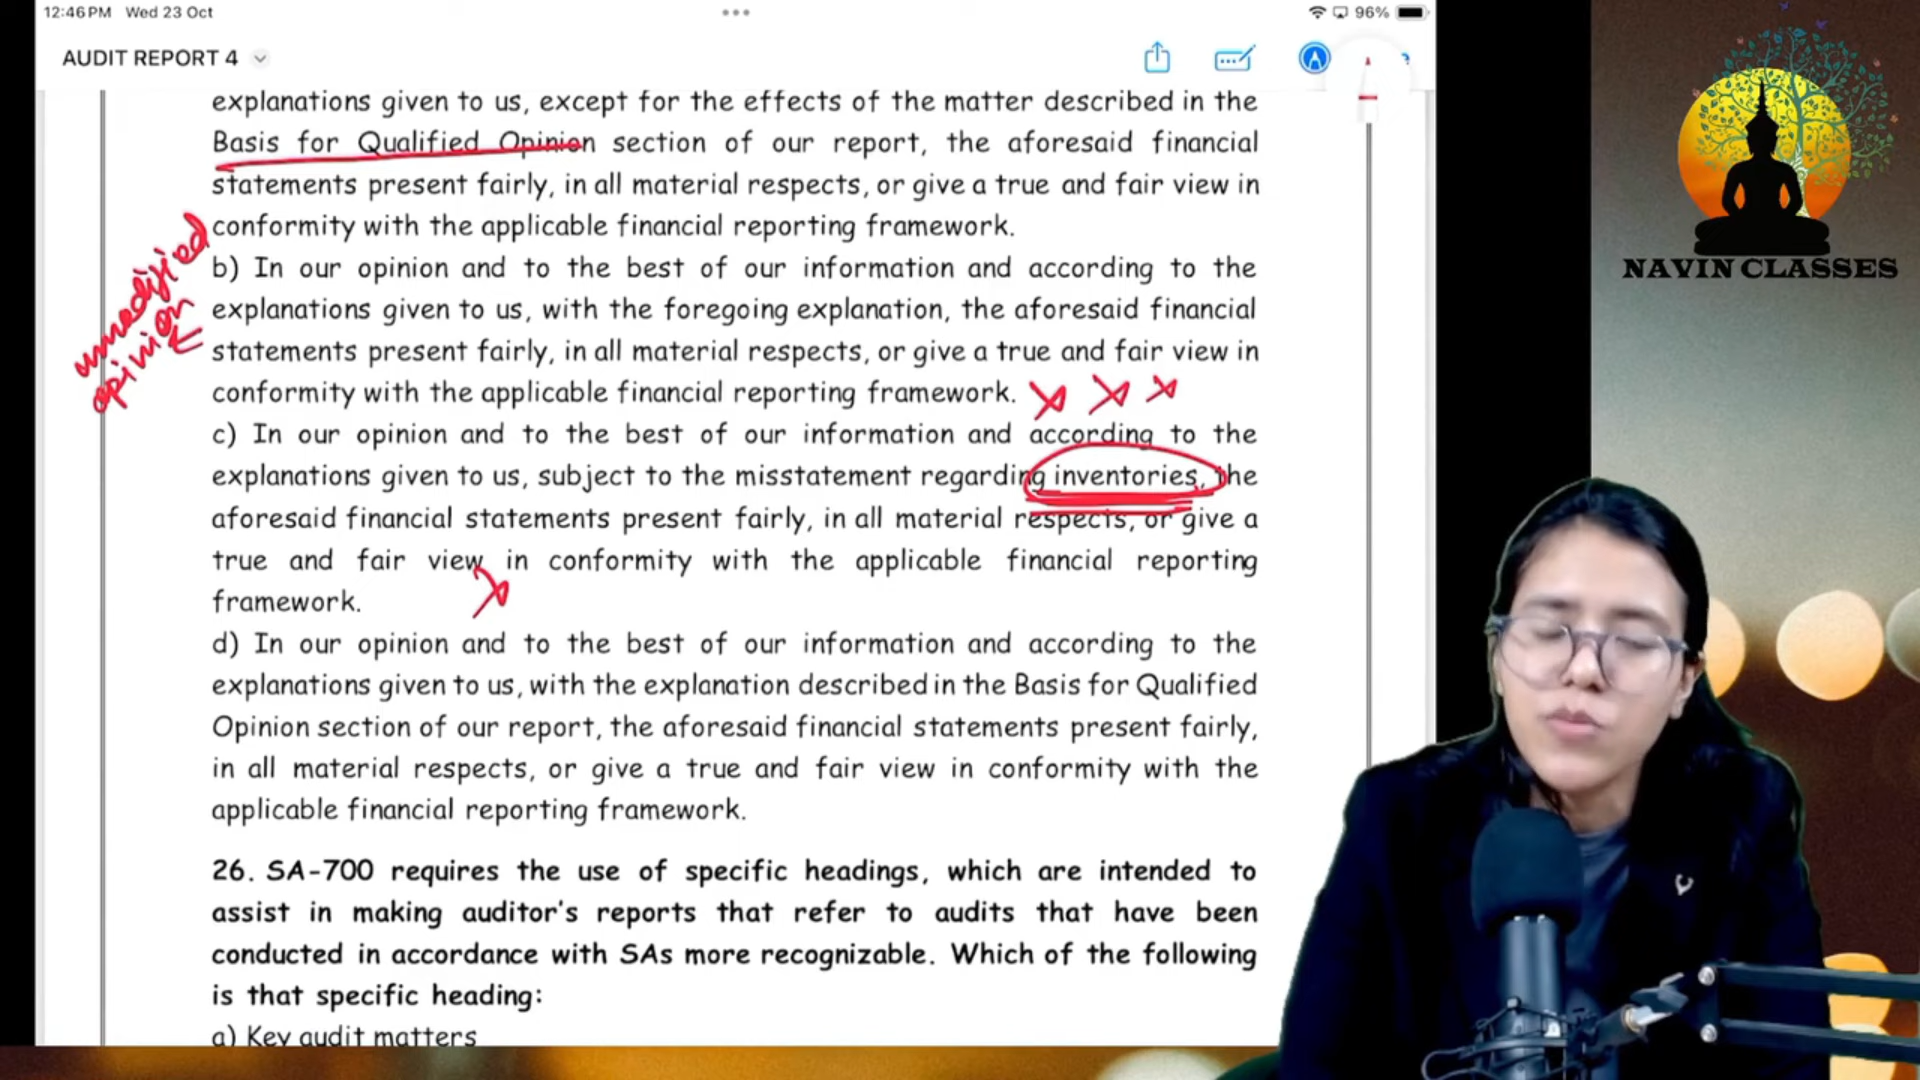 12:46 PM Wed 23 Oct
96%
AUDIT REPORT 4
explanations given to us, except for the effects of the matter described in the
Basis for Qualified Opinion section of our report, the aforesaid financial
statements present fairly, in all material respects, or give a true and fair view in
conformity with the applicable financial reporting framework.
b) In our opinion and to the best of our information and according to the
explanations given to us, with the foregoing explanation, the aforesaid financial
statements present fairly, in all material respects, or give a true and fair view in
conformity with the applicable financial reporting framework.
unmodified
opinion
c) In our opinion and to the best of our information and according to the
explanations given to us, subject to the misstatement regarding inventories, the
aforesaid financial statements present fairly, in all material respects, or give a
true and fair view in conformity with the applicable financial reporting
framework.
d) In our opinion and to the best of our information and according to the
explanations given to us, with the explanation described in the Basis for Qualified
Opinion section of our report, the aforesaid financial statements present fairly,
in all material respects, or give a true and fair view in conformity with the
applicable financial reporting framework.
26. SA-700 requires the use of specific headings, which are intended to
assist in making auditor's reports that refer to audits that have been
conducted in accordance with SAs more recognizable. Which of the following
is that specific heading:
a) Key audit matters
NAVIN CLASSES